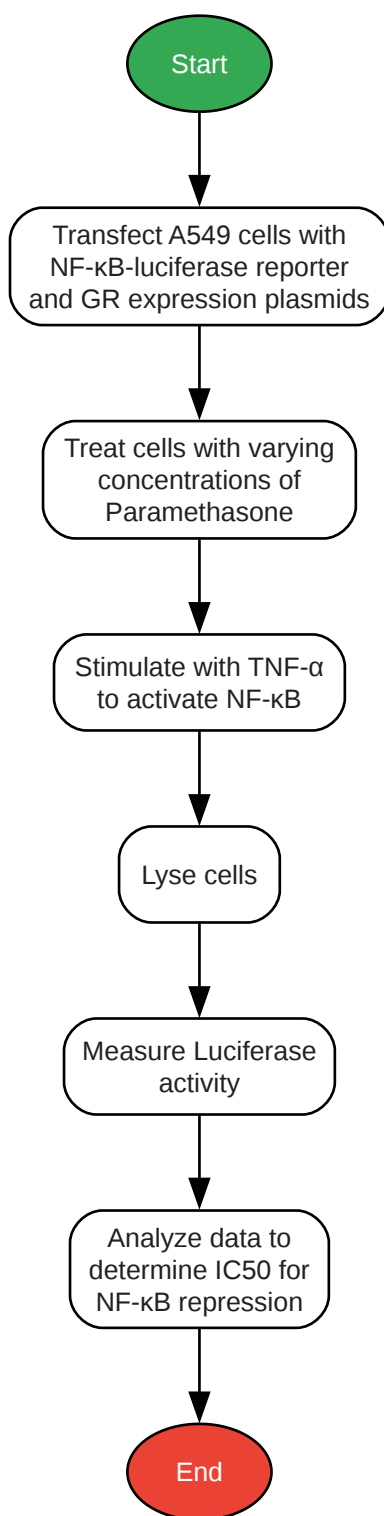 Start
Transfect A549 cells with
NF-κB-luciferase reporter
and GR expression plasmids
Treat cells with varying
concentrations of
Paramethasone
Stimulate with TNF-α
to activate NF-κB
Lyse cells
Measure Luciferase
activity
Analyze data to
determine IC50 for
NF-κB repression
End